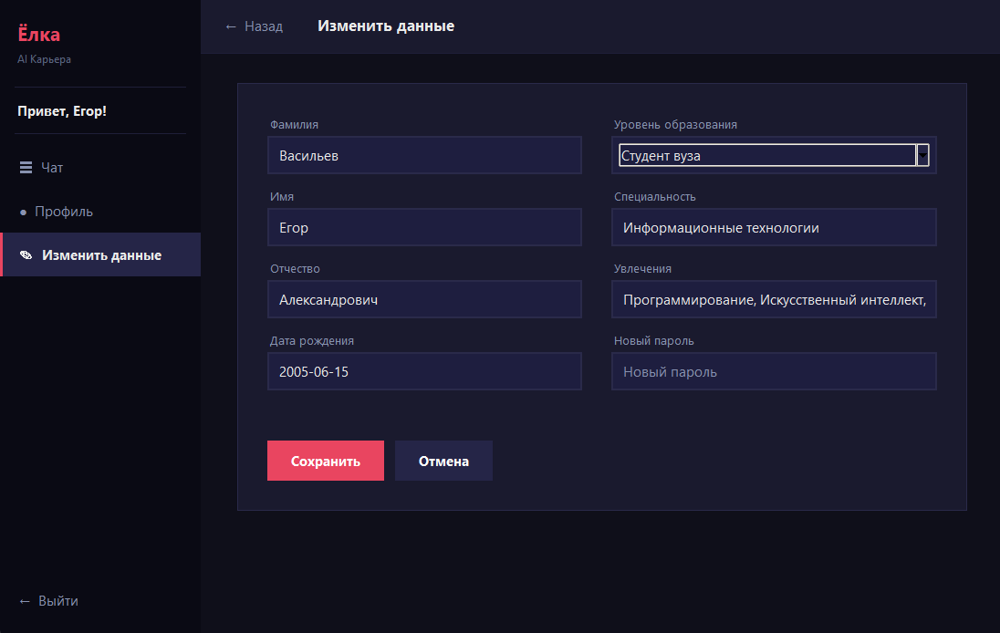 Ёлка
AI Карьера
Привет, Егор!
Чат
Профиль
Изменить данные
← Выйти
← Назад
Изменить данные
Фамилия
Васильев
Имя
Егор
Отчество
Александрович
Дата рождения
2005-06-15
Уровень образования
Студент вуза
Специальность
Информационные технологии
Увлечения
Программирование, Искусственный интеллект,
Новый пароль
Новый пароль
Сохранить
Отмена